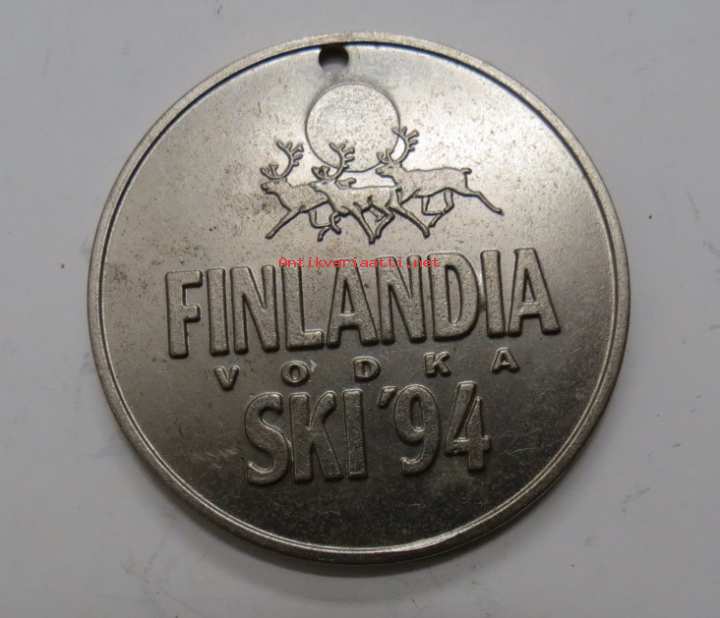 Antikvariaatti.net
FINLANDIA
VODKA
SKI '94